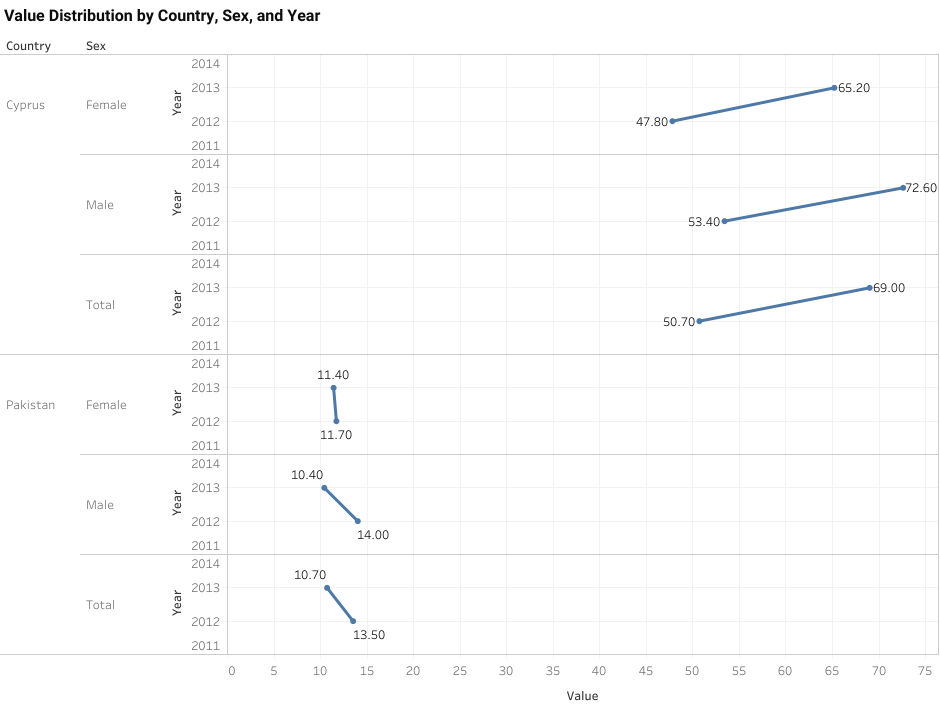 Value Distribution by Country, Sex, and Year
Country Sex
Cyprus Female Year 2014 2013 2012 2011
65.20
47.80
Male Year 2014 2013 2012 2011
72.60
53.40
Total Year 2014 2013 2012 2011
69.00
50.70
Pakistan Female Year 2014 2013 2012 2011
11.40
11.70
Male Year 2014 2013 2012 2011
10.40
14.00
Total Year 2014 2013 2012 2011
10.70
13.50
0 5 10 15 20 25 30 35 40 45 50 55 60 65 70 75
Value